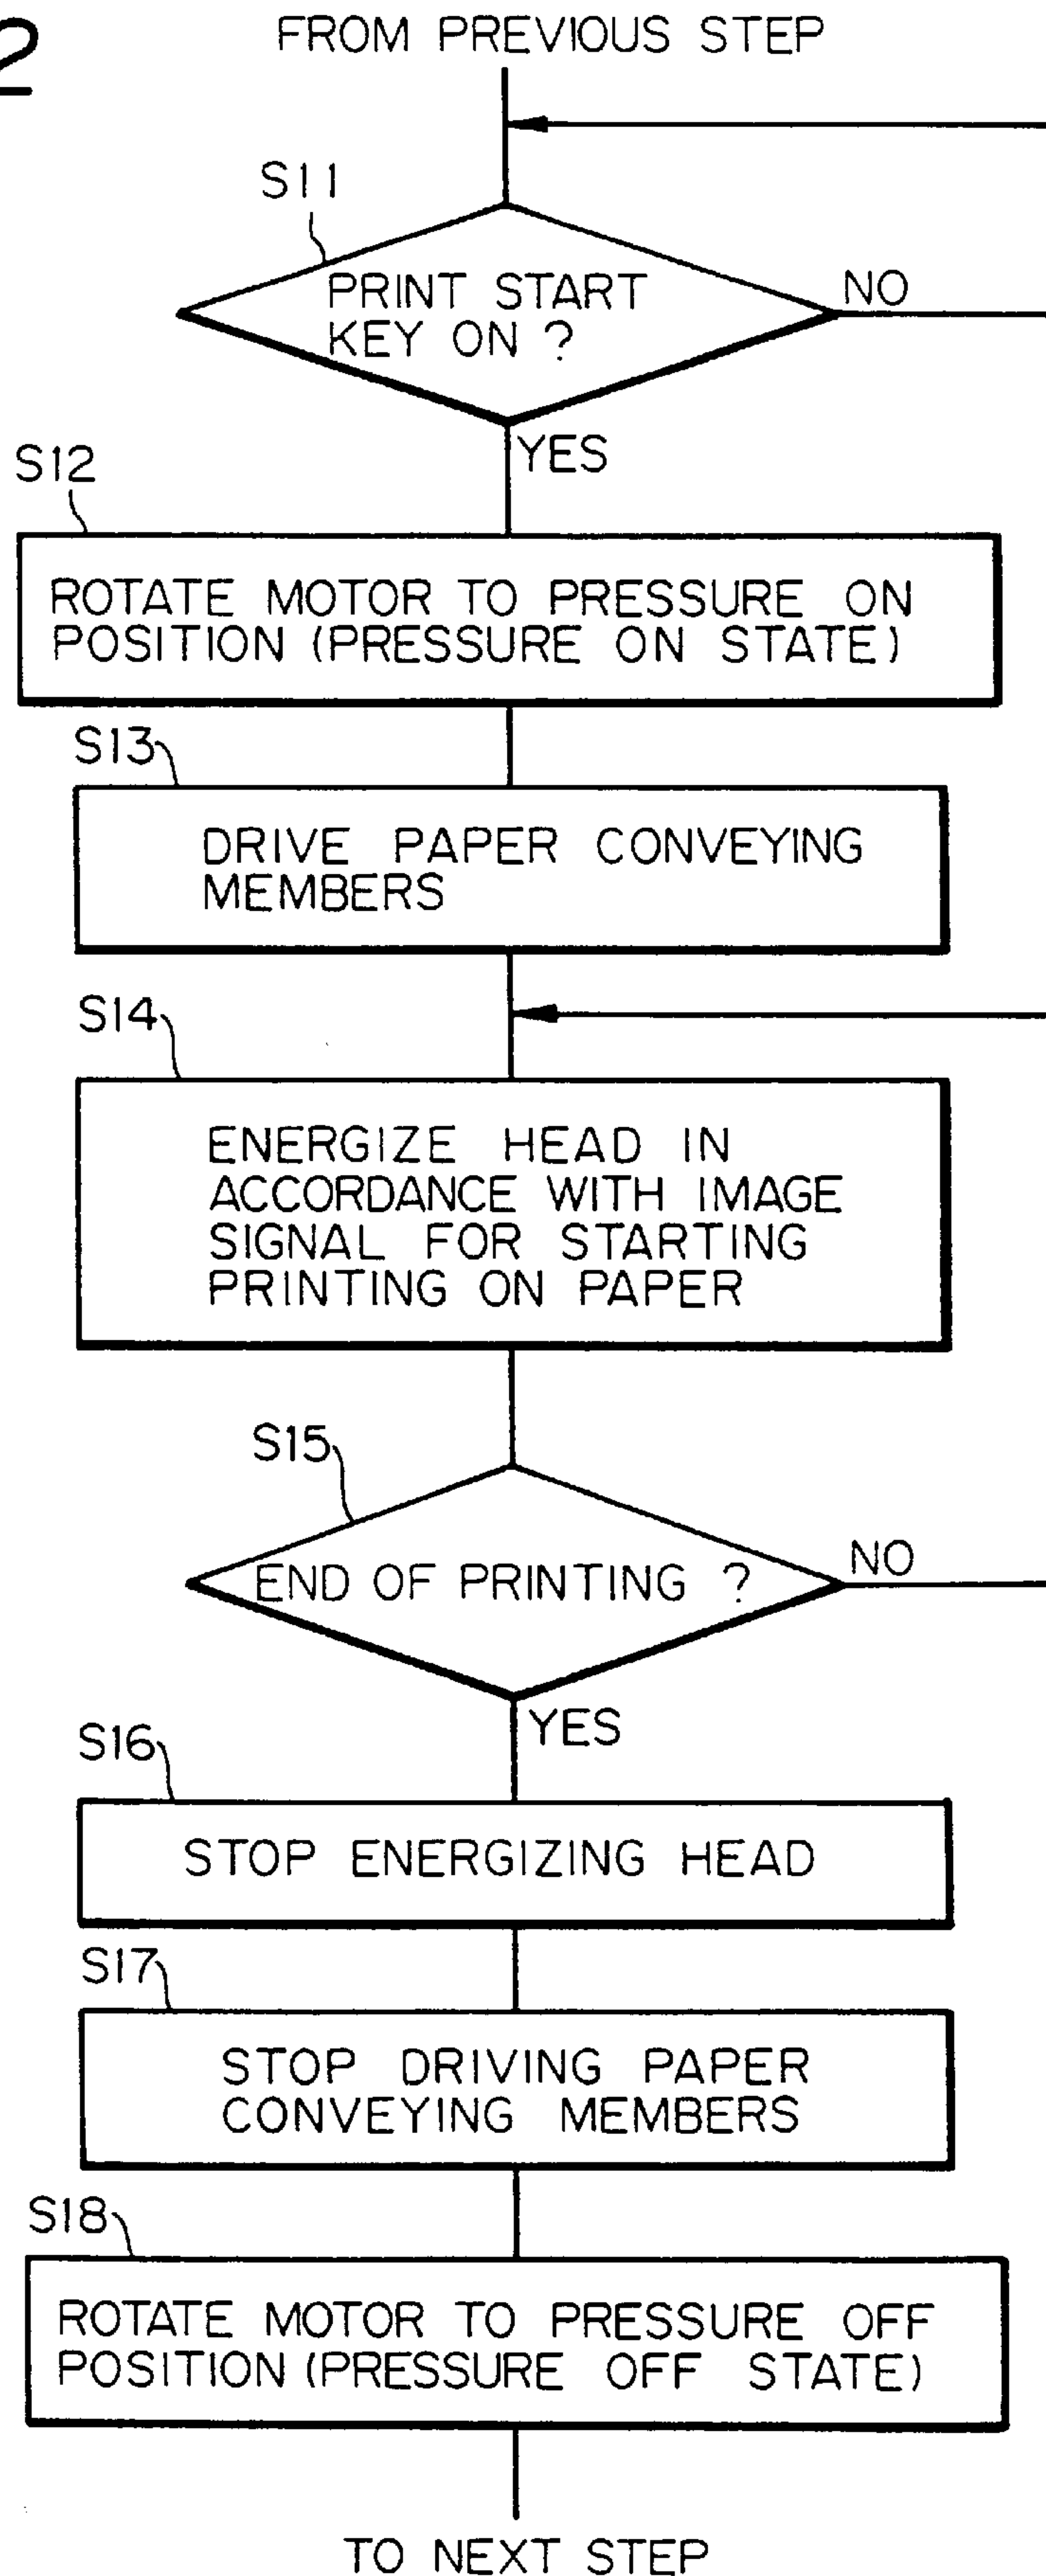 2
FROM PREVIOUS STEP
S11
PRINT START
KEY ON ?
NO
YES
S12
ROTATE MOTOR TO PRESSURE ON
POSITION (PRESSURE ON STATE)
S13
DRIVE PAPER CONVEYING
MEMBERS
S14
ENERGIZE HEAD IN
ACCORDANCE WITH IMAGE
SIGNAL FOR STARTING
PRINTING ON PAPER
S15
END OF PRINTING ?
NO
YES
S16
STOP ENERGIZING HEAD
S17
STOP DRIVING PAPER
CONVEYING MEMBERS
S18
ROTATE MOTOR TO PRESSURE OFF
POSITION (PRESSURE OFF STATE)
TO NEXT STEP